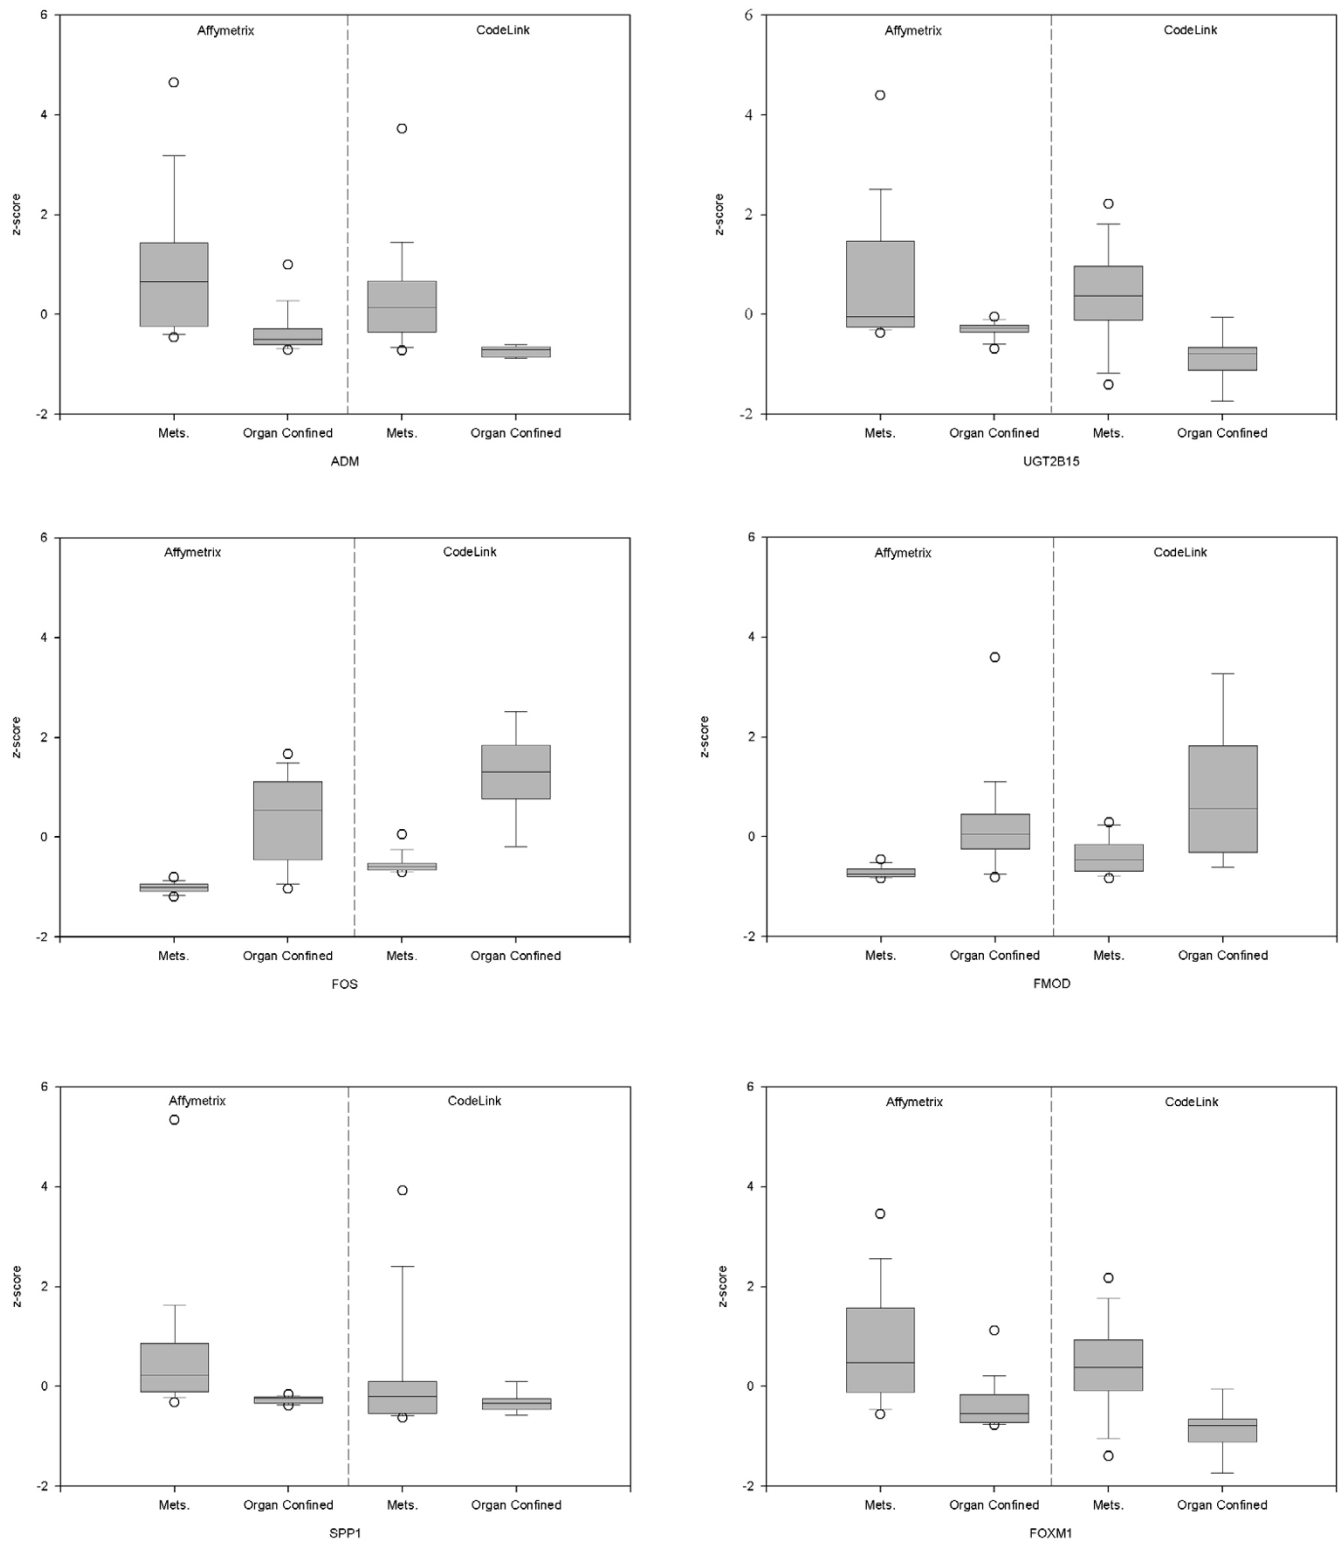 6
Affymetrix CodeLink
4
2
0
-2
z-score
Mets. Organ Confined Mets. Organ Confined
ADM
6
Affymetrix CodeLink
4
2
0
-2
z-score
Mets. Organ Confined Mets. Organ Confined
UGT2B15
6
Affymetrix CodeLink
4
2
0
-2
z-score
Mets. Organ Confined Mets. Organ Confined
FOS
6
Affymetrix CodeLink
4
2
0
-2
z-score
Mets. Organ Confined Mets. Organ Confined
FMOD
6
Affymetrix CodeLink
4
2
0
-2
z-score
Mets. Organ Confined Mets. Organ Confined
SPP1
6
Affymetrix CodeLink
4
2
0
-2
z-score
Mets. Organ Confined Mets. Organ Confined
FOXM1